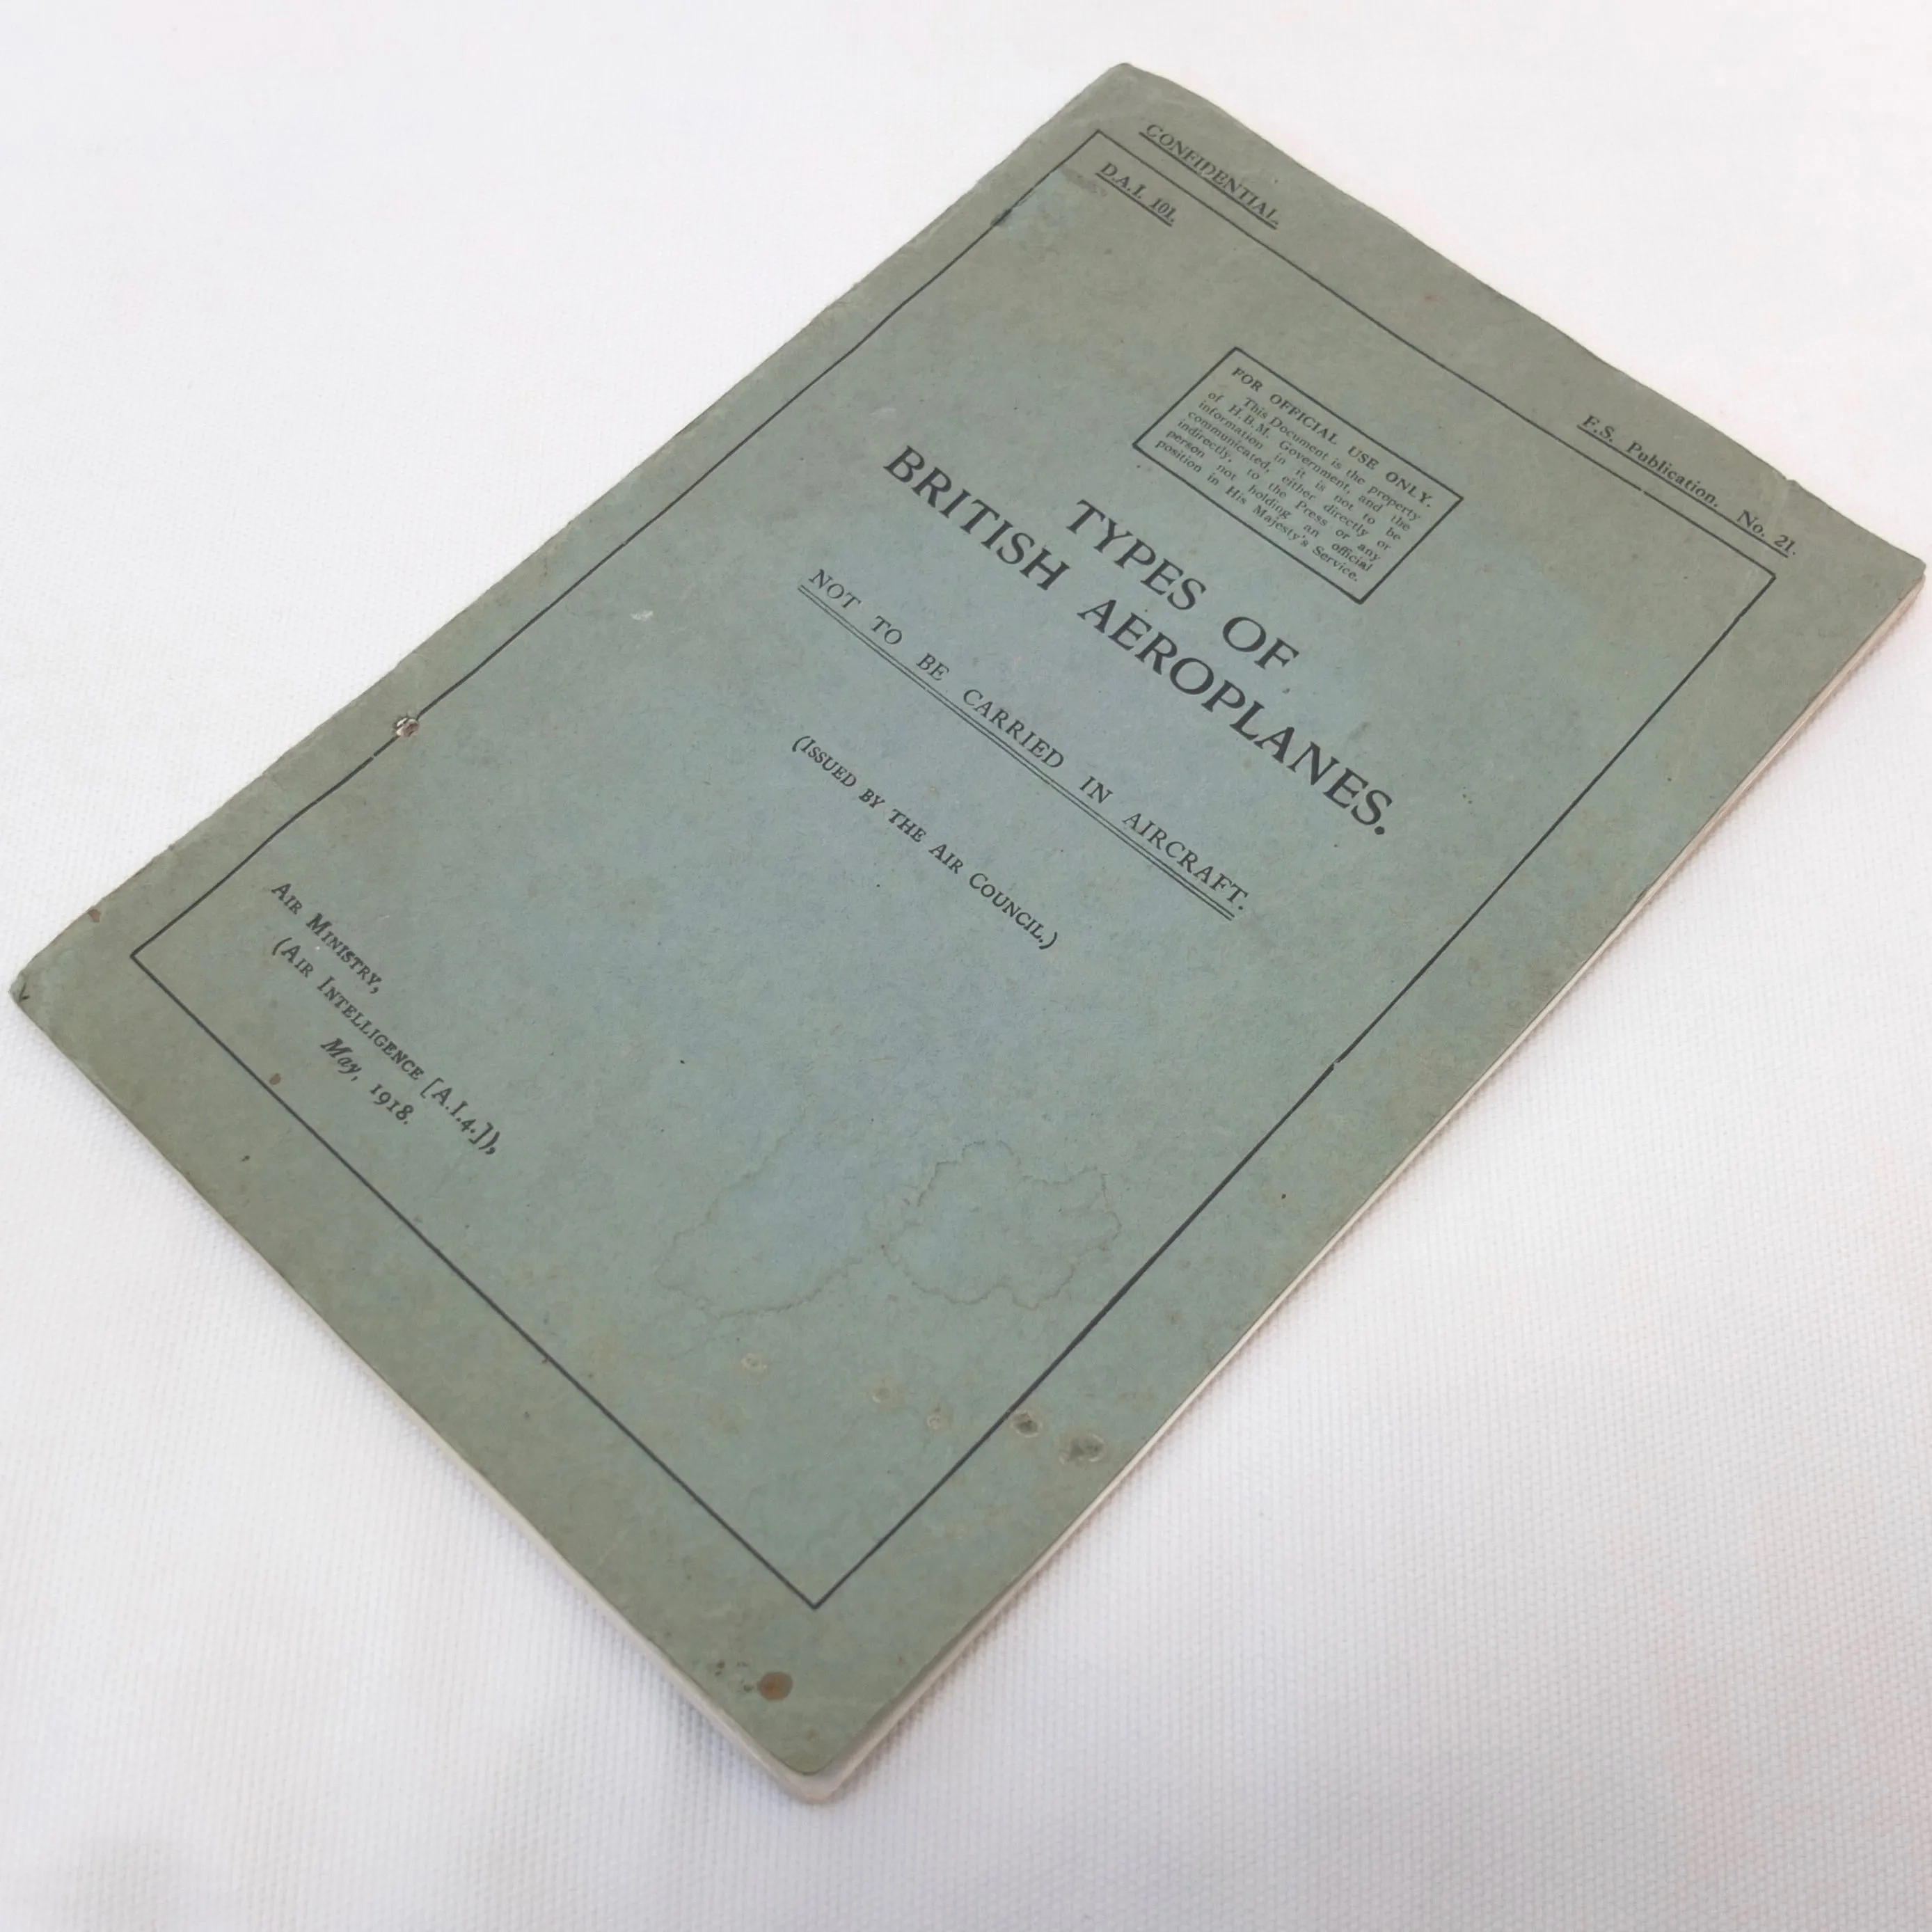 CONFIDENTIAL.
F.S. Publication. No. 21.
D.A.I. 101.
FOR OFFICIAL USE ONLY.
This Document is the property
of H.B.M. Government, and the
information in it is not to be
communicated, either directly or
indirectly, to the Press or any
person not holding an official
position in His Majesty's Service.
TYPES OF
BRITISH AEROPLANES.
NOT TO BE CARRIED IN AIRCRAFT.
(ISSUED BY THE AIR COUNCIL.)
AIR MINISTRY,
(AIR INTELLIGENCE [A.I.4.]),
May, 1918.